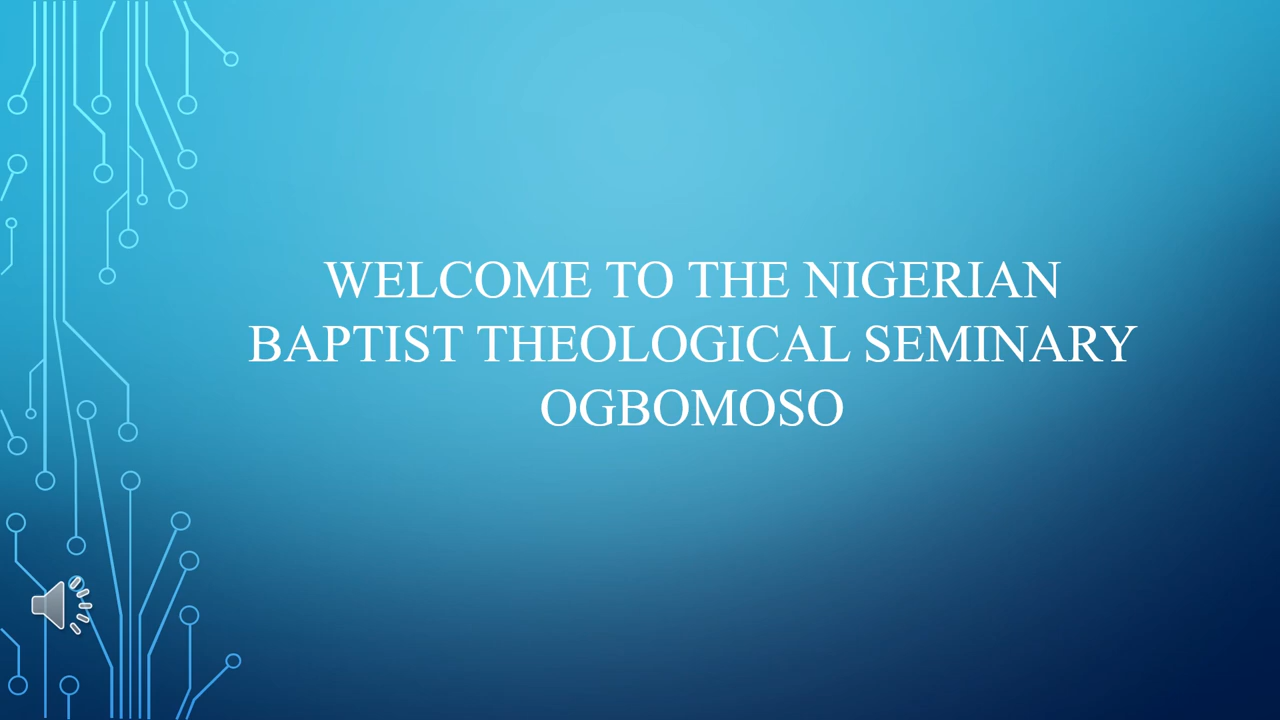 WELCOME TO THE NIGERIAN
BAPTIST THEOLOGICAL SEMINARY
OGBOMOSO